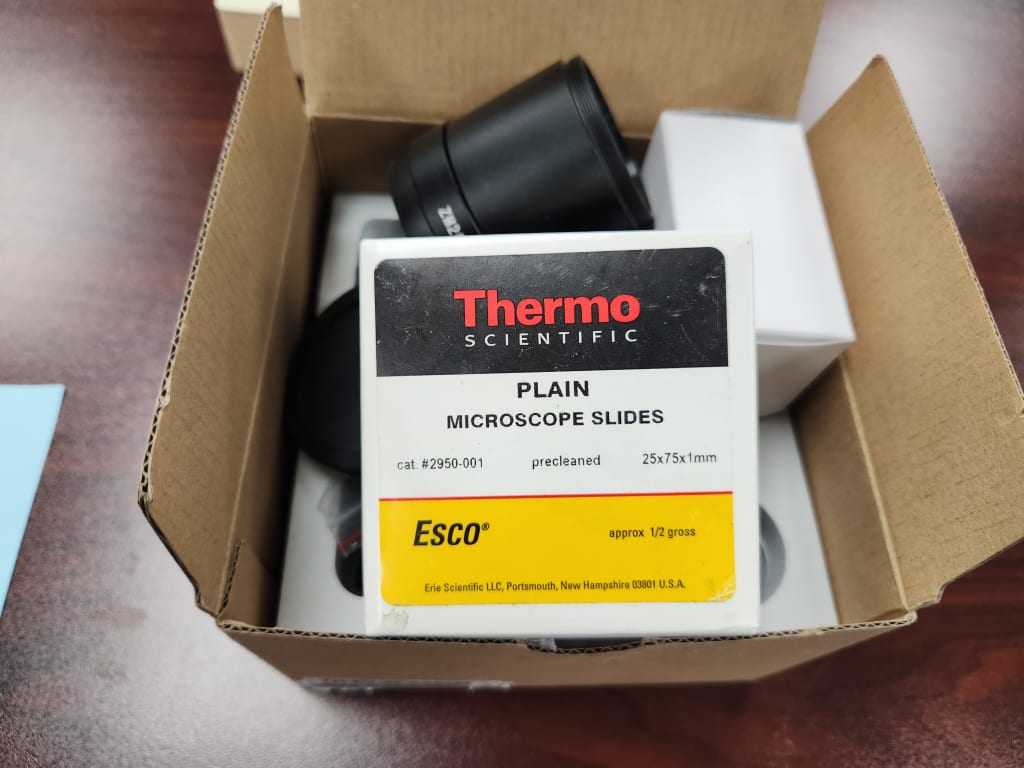 Thermo
SCIENTIFIC
PLAIN
MICROSCOPE SLIDES
cat. #2950-001 precleaned 25x75x1mm
Esco® approx 1/2 gross
Erie Scientific LLC, Portsmouth, New Hampshire 03801 U.S.A.